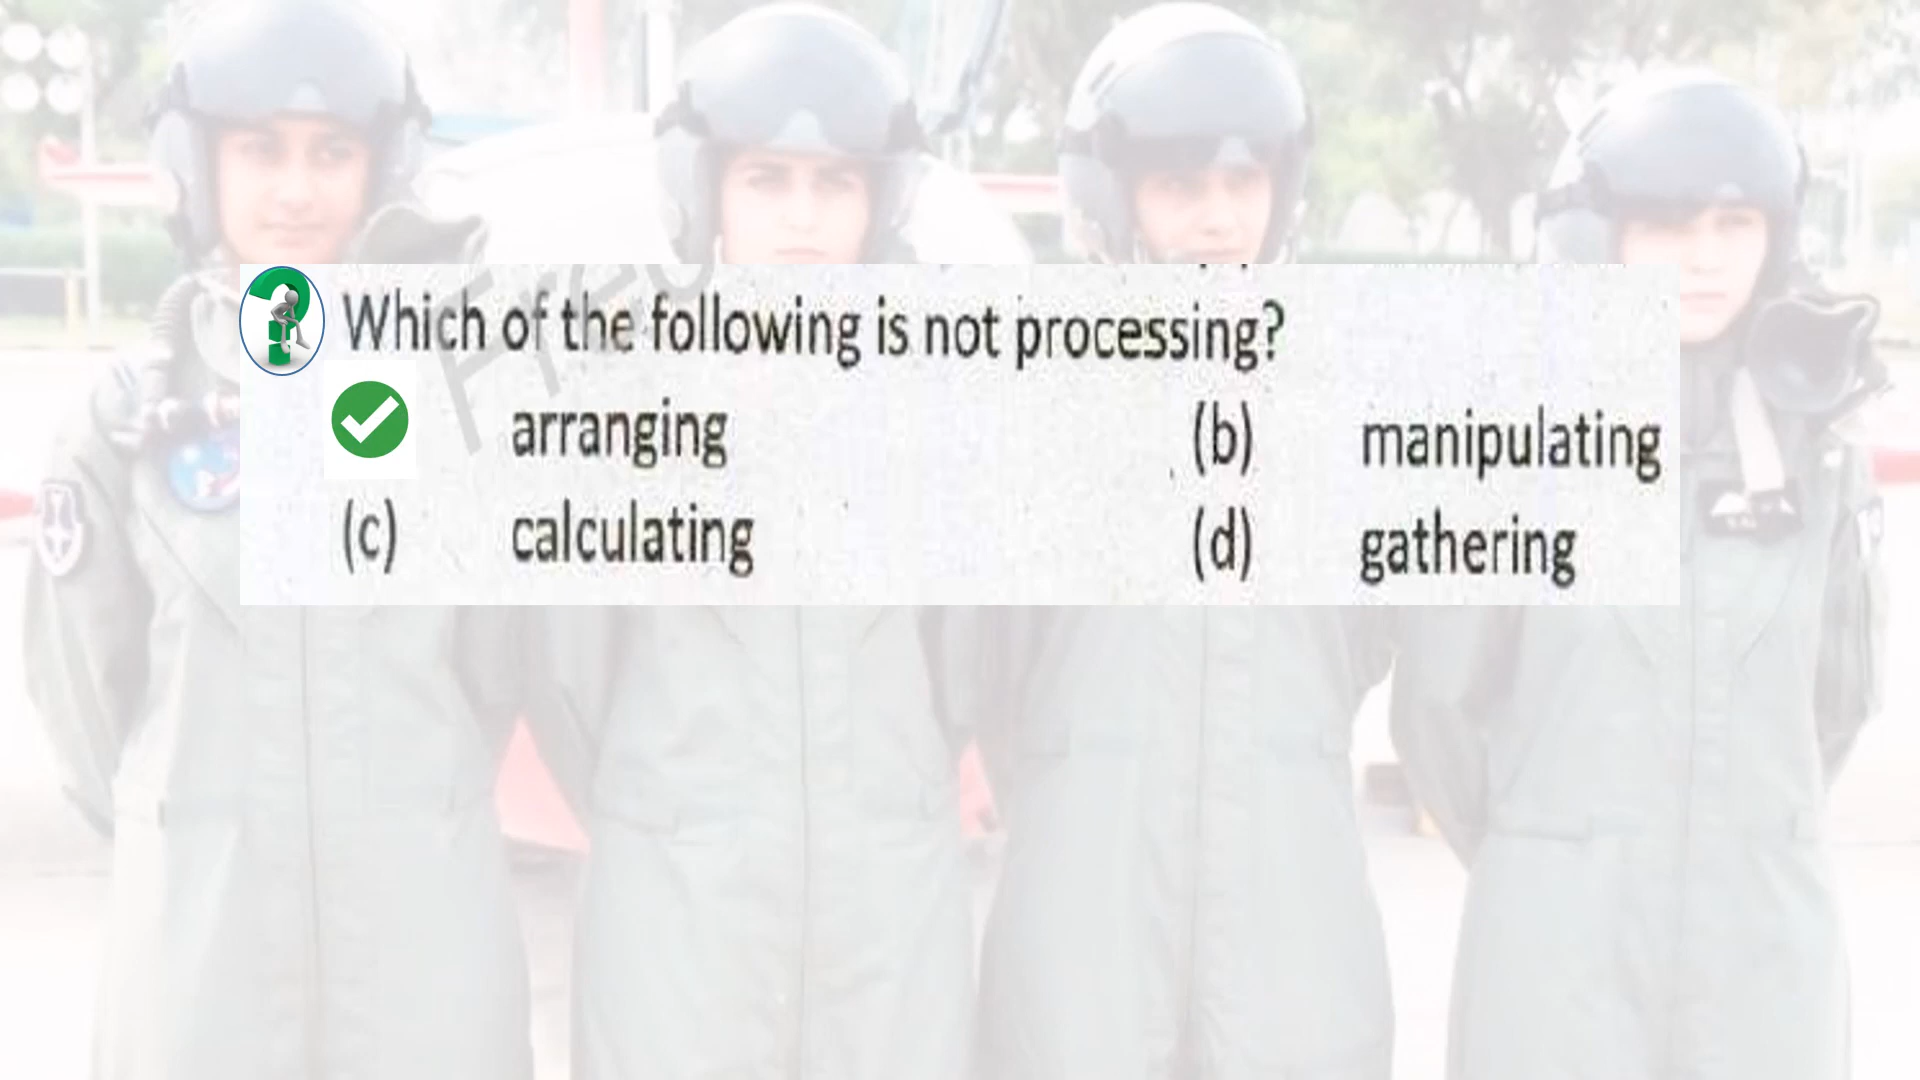 Which of the following is not processing?
arranging (b) manipulating
(c) calculating (d) gathering